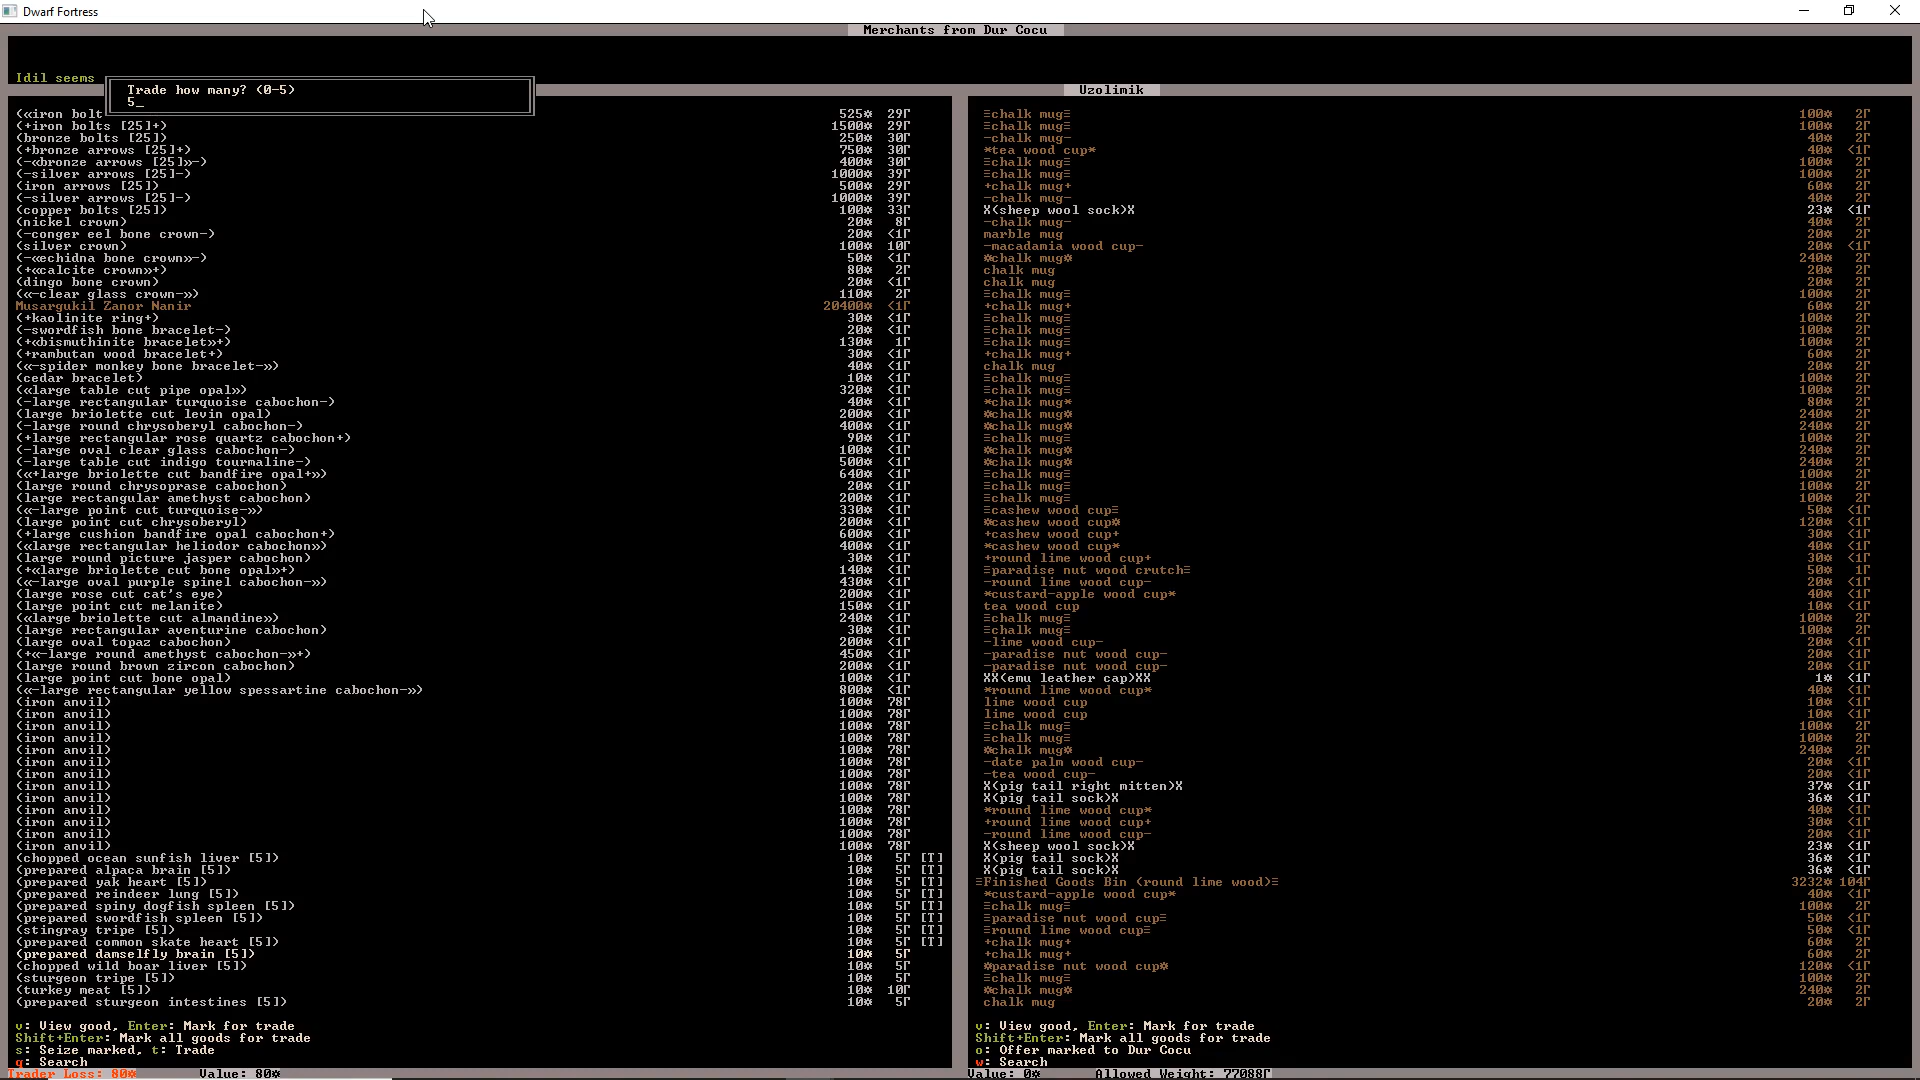 Dwarf Fortress
Merchants from Dur Cocu
Idil seems
Trade how many? (0-5)
5_
Uzolimik
(«iron bolt 525☼ 29Γ
(+iron bolts [25]+) 1500☼ 29Γ
(bronze bolts [25]) 250☼ 30Γ
(+bronze arrows [25]+) 750☼ 30Γ
(-«bronze arrows [25]»-) 400☼ 30Γ
(-silver arrows [25]-) 1000☼ 39Γ
(iron arrows [25]) 500☼ 29Γ
(-silver arrows [25]-) 1000☼ 39Γ
(copper bolts [25]) 100☼ 33Γ
(nickel crown) 20☼ 8Γ
(-conger eel bone crown-) 20☼ <1Γ
(silver crown) 100☼ 10Γ
(-«echidna bone crown»-) 50☼ <1Γ
(+«calcite crown»+) 80☼ 2Γ
(dingo bone crown) 20☼ <1Γ
(«-clear glass crown-») 110☼ 2Γ
Musargukil Zanor Nanir 20400☼ <1Γ
(+kaolinite ring+) 30☼ <1Γ
(-swordfish bone bracelet-) 20☼ <1Γ
(+«bismuthinite bracelet»+) 130☼ 1Γ
(+rambutan wood bracelet+) 30☼ <1Γ
(«-spider monkey bone bracelet-») 40☼ <1Γ
(cedar bracelet) 10☼ <1Γ
(«large table cut pipe opal») 320☼ <1Γ
(-large rectangular turquoise cabochon-) 40☼ <1Γ
(large briolette cut levin opal) 200☼ <1Γ
(-large round chrysoberyl cabochon-) 400☼ <1Γ
(+large rectangular rose quartz cabochon+) 90☼ <1Γ
(-large oval clear glass cabochon-) 100☼ <1Γ
(-large table cut indigo tourmaline-) 500☼ <1Γ
(«+large briolette cut bandfire opal+») 640☼ <1Γ
(large round chrysoprase cabochon) 20☼ <1Γ
(large rectangular amethyst cabochon) 200☼ <1Γ
(«-large point cut turquoise-») 330☼ <1Γ
(large point cut chrysoberyl) 200☼ <1Γ
(+large cushion bandfire opal cabochon+) 600☼ <1Γ
(«large rectangular heliodor cabochon») 400☼ <1Γ
(large round picture jasper cabochon) 30☼ <1Γ
(+«large briolette cut bone opal»+) 140☼ <1Γ
(«-large oval purple spinel cabochon-») 430☼ <1Γ
(large rose cut cat's eye) 200☼ <1Γ
(large point cut melanite) 150☼ <1Γ
(«large briolette cut almandine») 240☼ <1Γ
(large rectangular aventurine cabochon) 30☼ <1Γ
(large oval topaz cabochon) 200☼ <1Γ
(+«-large round amethyst cabochon-»+) 450☼ <1Γ
(large round brown zircon cabochon) 200☼ <1Γ
(large point cut bone opal) 100☼ <1Γ
(«-large rectangular yellow spessartine cabochon-») 800☼ <1Γ
(iron anvil) 100☼ 78Γ
(iron anvil) 100☼ 78Γ
(iron anvil) 100☼ 78Γ
(iron anvil) 100☼ 78Γ
(iron anvil) 100☼ 78Γ
(iron anvil) 100☼ 78Γ
(iron anvil) 100☼ 78Γ
(iron anvil) 100☼ 78Γ
(iron anvil) 100☼ 78Γ
(iron anvil) 100☼ 78Γ
(iron anvil) 100☼ 78Γ
(iron anvil) 100☼ 78Γ
(iron anvil) 100☼ 78Γ
(chopped ocean sunfish liver [5]) 10☼ 5Γ [T]
(prepared alpaca brain [5]) 10☼ 5Γ [T]
(prepared yak heart [5]) 10☼ 5Γ [T]
(prepared reindeer lung [5]) 10☼ 5Γ [T]
(prepared spiny dogfish spleen [5]) 10☼ 5Γ [T]
(prepared swordfish spleen [5]) 10☼ 5Γ [T]
(stingray tripe [5]) 10☼ 5Γ [T]
(prepared common skate heart [5]) 10☼ 5Γ [T]
(prepared damselfly brain [5]) 10☼ 5Γ
(chopped wild boar liver [5]) 10☼ 5Γ
(sturgeon tripe [5]) 10☼ 5Γ
(turkey meat [5]) 10☼ 10Γ
(prepared sturgeon intestines [5]) 10☼ 5Γ
v: View good, Enter: Mark for trade
Shift+Enter: Mark all goods for trade
s: Seize marked, t: Trade
q: Search
Trader Loss: 80☼ Value: 80☼
≡chalk mug≡ 100☼ 2Γ
≡chalk mug≡ 100☼ 2Γ
-chalk mug- 40☼ 2Γ
*tea wood cup* 40☼ <1Γ
≡chalk mug≡ 100☼ 2Γ
≡chalk mug≡ 100☼ 2Γ
+chalk mug+ 60☼ 2Γ
-chalk mug- 40☼ 2Γ
X(sheep wool sock)X 23☼ <1Γ
-chalk mug- 40☼ 2Γ
marble mug 20☼ 2Γ
-macadamia wood cup- 20☼ <1Γ
☼chalk mug☼ 240☼ 2Γ
chalk mug 20☼ 2Γ
chalk mug 20☼ 2Γ
≡chalk mug≡ 100☼ 2Γ
+chalk mug+ 60☼ 2Γ
≡chalk mug≡ 100☼ 2Γ
≡chalk mug≡ 100☼ 2Γ
≡chalk mug≡ 100☼ 2Γ
+chalk mug+ 60☼ 2Γ
chalk mug 20☼ 2Γ
≡chalk mug≡ 100☼ 2Γ
≡chalk mug≡ 100☼ 2Γ
*chalk mug* 80☼ 2Γ
☼chalk mug☼ 240☼ 2Γ
☼chalk mug☼ 240☼ 2Γ
≡chalk mug≡ 100☼ 2Γ
☼chalk mug☼ 240☼ 2Γ
☼chalk mug☼ 240☼ 2Γ
≡chalk mug≡ 100☼ 2Γ
≡chalk mug≡ 100☼ 2Γ
≡chalk mug≡ 100☼ 2Γ
≡cashew wood cup≡ 50☼ <1Γ
☼cashew wood cup☼ 120☼ <1Γ
+cashew wood cup+ 30☼ <1Γ
*cashew wood cup* 40☼ <1Γ
+round lime wood cup+ 30☼ <1Γ
≡paradise nut wood crutch≡ 50☼ 1Γ
-round lime wood cup- 20☼ <1Γ
*custard-apple wood cup* 40☼ <1Γ
tea wood cup 10☼ <1Γ
≡chalk mug≡ 100☼ 2Γ
≡chalk mug≡ 100☼ 2Γ
-lime wood cup- 20☼ <1Γ
-paradise nut wood cup- 20☼ <1Γ
-paradise nut wood cup- 20☼ <1Γ
XX(emu leather cap)XX 1☼ <1Γ
*round lime wood cup* 40☼ <1Γ
lime wood cup 10☼ <1Γ
lime wood cup 10☼ <1Γ
≡chalk mug≡ 100☼ 2Γ
≡chalk mug≡ 100☼ 2Γ
☼chalk mug☼ 240☼ 2Γ
-date palm wood cup- 20☼ <1Γ
-tea wood cup- 20☼ <1Γ
X(pig tail right mitten)X 37☼ <1Γ
X(pig tail sock)X 36☼ <1Γ
*round lime wood cup* 40☼ <1Γ
+round lime wood cup+ 30☼ <1Γ
-round lime wood cup- 20☼ <1Γ
X(sheep wool sock)X 23☼ <1Γ
X(pig tail sock)X 36☼ <1Γ
X(pig tail sock)X 36☼ <1Γ
≡Finished Goods Bin (round lime wood)≡ 3232☼ 104Γ
*custard-apple wood cup* 40☼ <1Γ
≡chalk mug≡ 100☼ 2Γ
≡paradise nut wood cup≡ 50☼ <1Γ
≡round lime wood cup≡ 50☼ <1Γ
+chalk mug+ 60☼ 2Γ
+chalk mug+ 60☼ 2Γ
☼paradise nut wood cup☼ 120☼ <1Γ
≡chalk mug≡ 100☼ 2Γ
☼chalk mug☼ 240☼ 2Γ
chalk mug 20☼ 2Γ
v: View good, Enter: Mark for trade
Shift+Enter: Mark all goods for trade
o: Offer marked to Dur Cocu
w: Search
Value: 0☼ Allowed Weight: 77088Γ